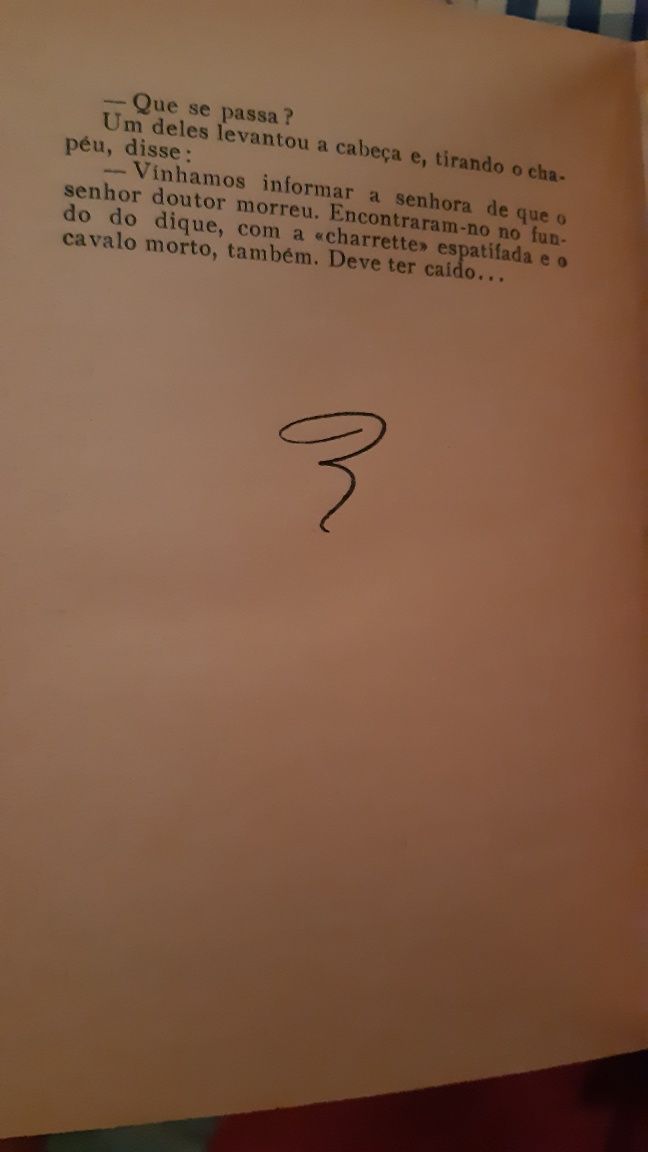 — Que se passa?
Um deles levantou a cabeça e, tirando o cha-
péu, disse:
— Vínhamos informar a senhora de que o
senhor doutor morreu. Encontraram-no no fun-
do do dique, com a «charrette» espatifada e o
cavalo morto, também. Deve ter caído...